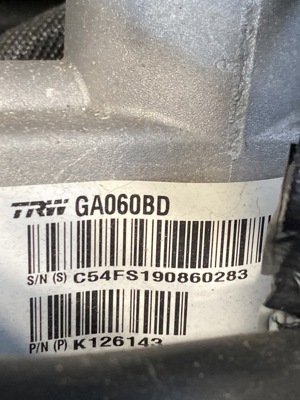 TRW GA060BD
S/N (S) C54FS190860283
P/N (P) K126143